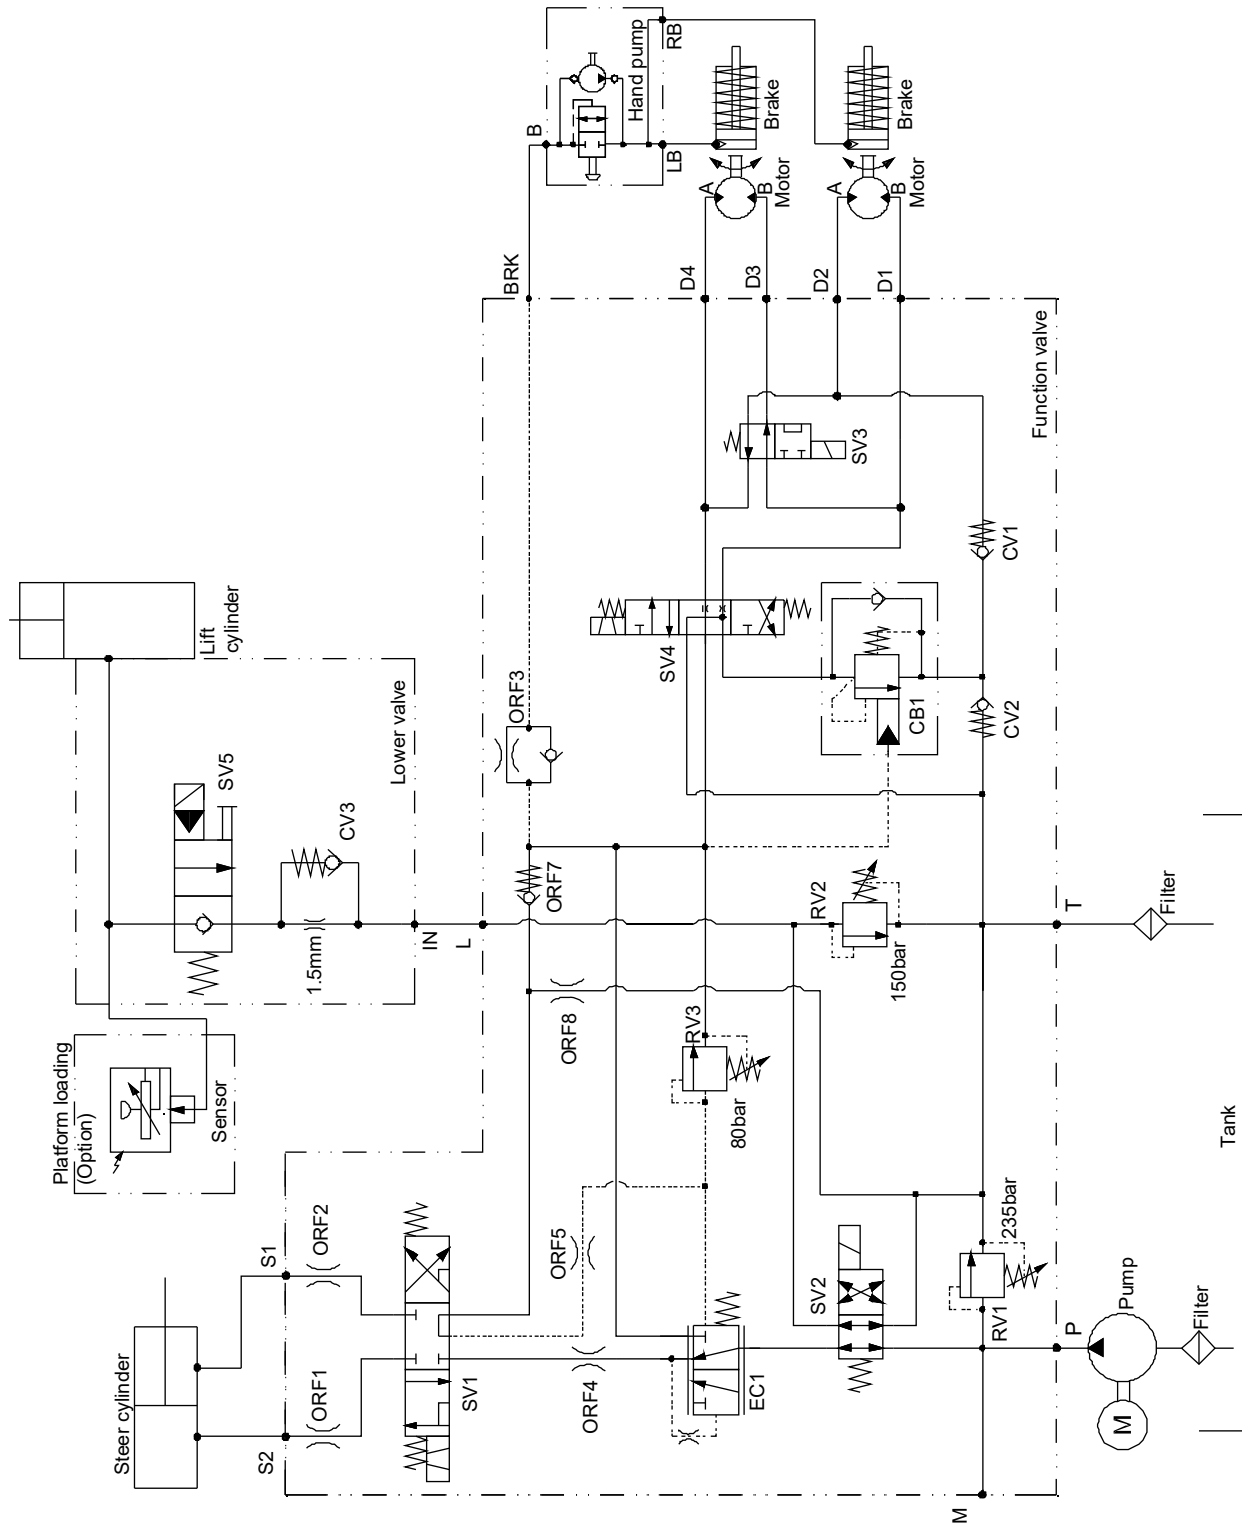 B
RB
Hand pump
LB
Brake
Brake
A
B
Motor
A
B
Motor
BRK
D4
D3
D2
D1
Function valve
SV3
CV1
Lift
cylinder
Lower valve
SV4
ORF3
CB1
CV2
SV5
CV3
ORF7
RV2
Filter
T
IN
L
1.5mm
150bar
Platform loading
(Option)
Sensor
ORF8
RV3
80bar
Tank
S1
ORF2
ORF5
235bar
SV2
Pump
RV1
P
Filter
Steer cylinder
ORF1
SV1
ORF4
EC1
M
S2
M